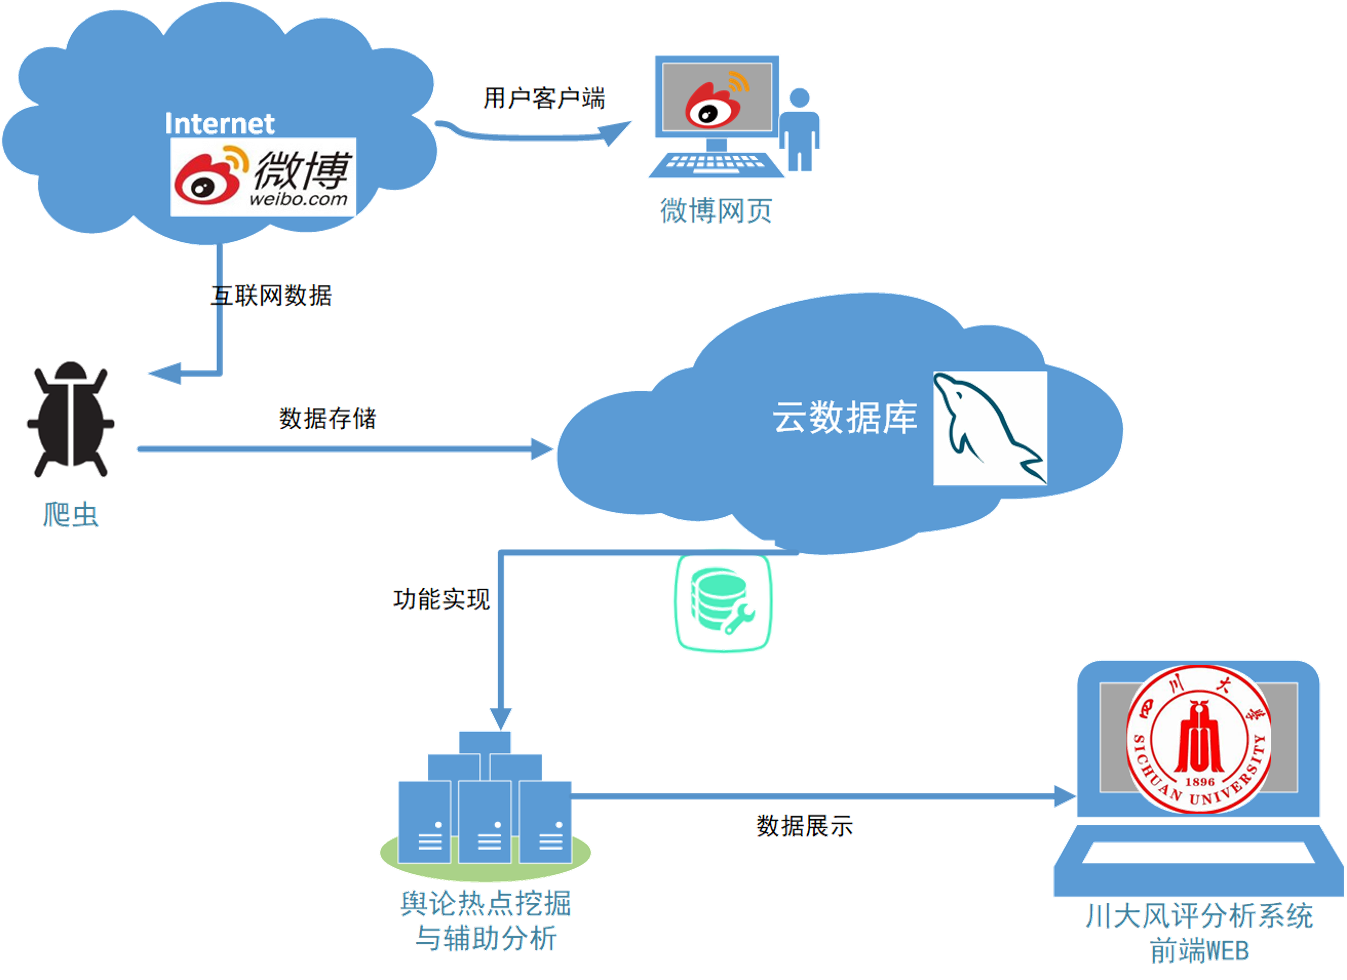 Internet
微博
weibo.com
用户客户端
微博网页
互联网数据
爬虫
数据存储
云数据库
功能实现
舆论热点挖掘
与辅助分析
数据展示
四川大学
1896
SICHUAN UNIVERSITY
川大风评分析系统
前端WEB